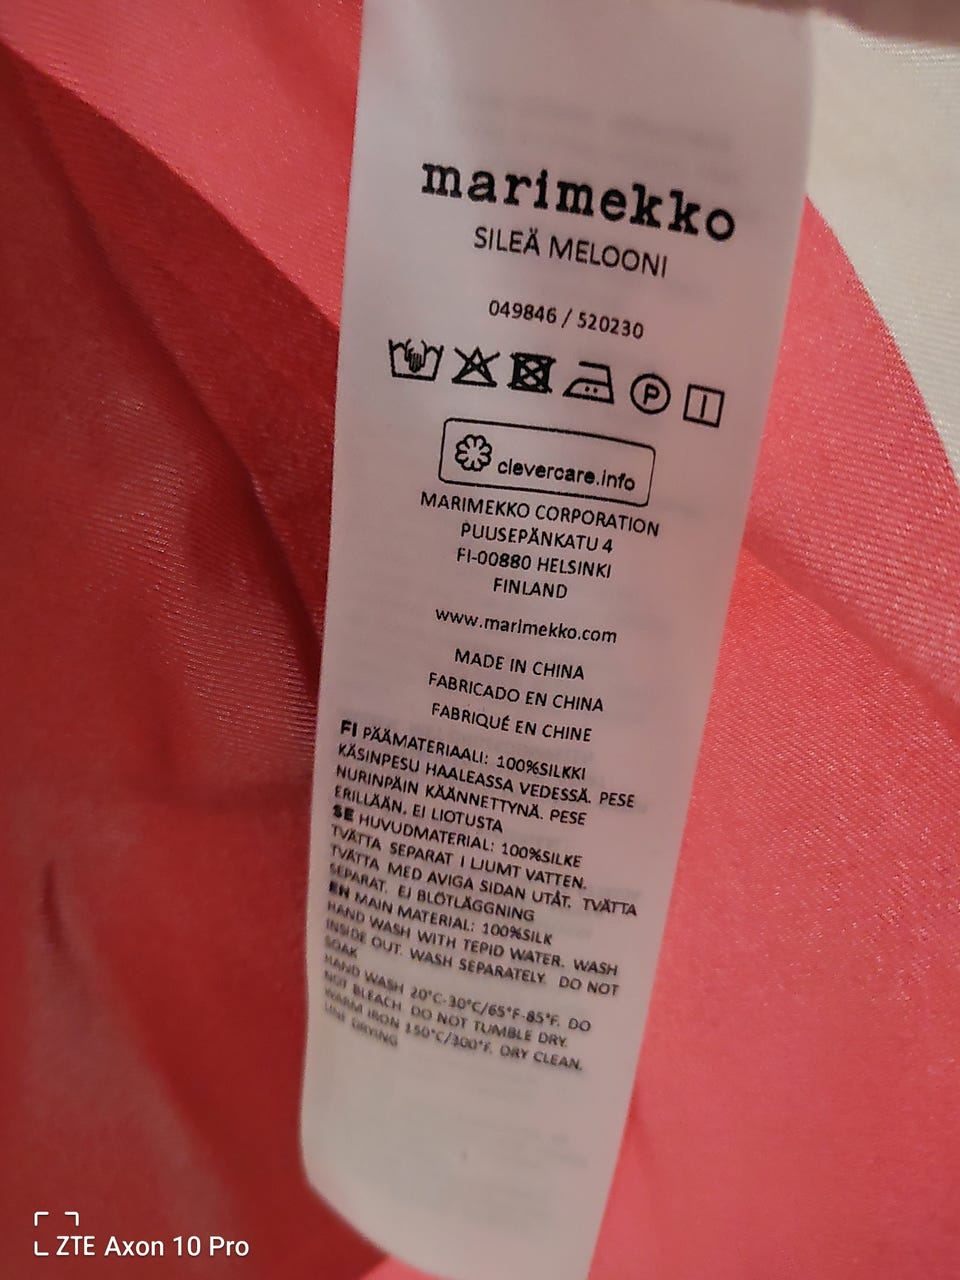 marimekko
SILEÄ MELOONI
049846 / 520230
P
clevercare.info
MARIMEKKO CORPORATION
PUUSEPÄNKATU 4
FI-00880 HELSINKI
FINLAND
www.marimekko.com
MADE IN CHINA
FABRICADO EN CHINA
FABRIQUÉ EN CHINE
FI PÄÄMATERIAALI: 100%SILKKI
KÄSINPESU HAALEASSA VEDESSÄ. PESE
NURINPÄIN KÄÄNNETTYNÄ. PESE
ERILLÄÄN. EI LIOTUSTA
SE HUVUDMATERIAL: 100%SILKE
TVÄTTA SEPARAT I LJUMT VATTEN.
TVÄTTA MED AVIGA SIDAN UTÅT. TVÄTTA
SEPARAT. EJ BLÖTLÄGGNING
EN MAIN MATERIAL: 100%SILK
HAND WASH WITH TEPID WATER. WASH
INSIDE OUT. WASH SEPARATELY. DO NOT
SOAK
HAND WASH 20°C-30°C/65°F-85°F. DO
NOT BLEACH. DO NOT TUMBLE DRY.
WARM IRON 150°C/300°F. DRY CLEAN.
LINE DRYING
ZTE Axon 10 Pro